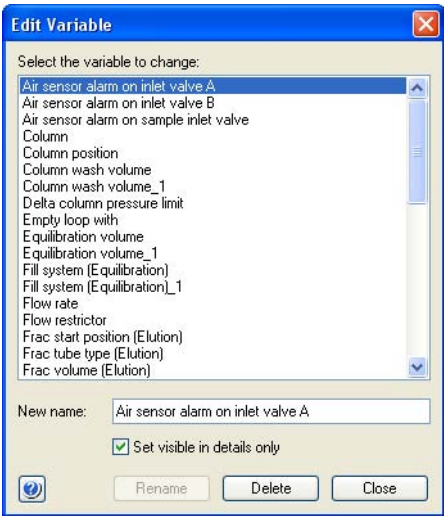 Edit Variable
Select the variable to change:
Air sensor alarm on inlet valve A
Air sensor alarm on inlet valve B
Air sensor alarm on sample inlet valve
Column
Column position
Column wash volume
Column wash volume_1
Delta column pressure limit
Empty loop with
Equilibration volume
Equilibration volume_1
Fill system (Equilibration)
Fill system (Equilibration)_1
Flow rate
Flow restrictor
Frac start position (Elution)
Frac tube type (Elution)
Frac volume (Elution)
New name: Air sensor alarm on inlet valve A
Set visible in details only
? Rename Delete Close